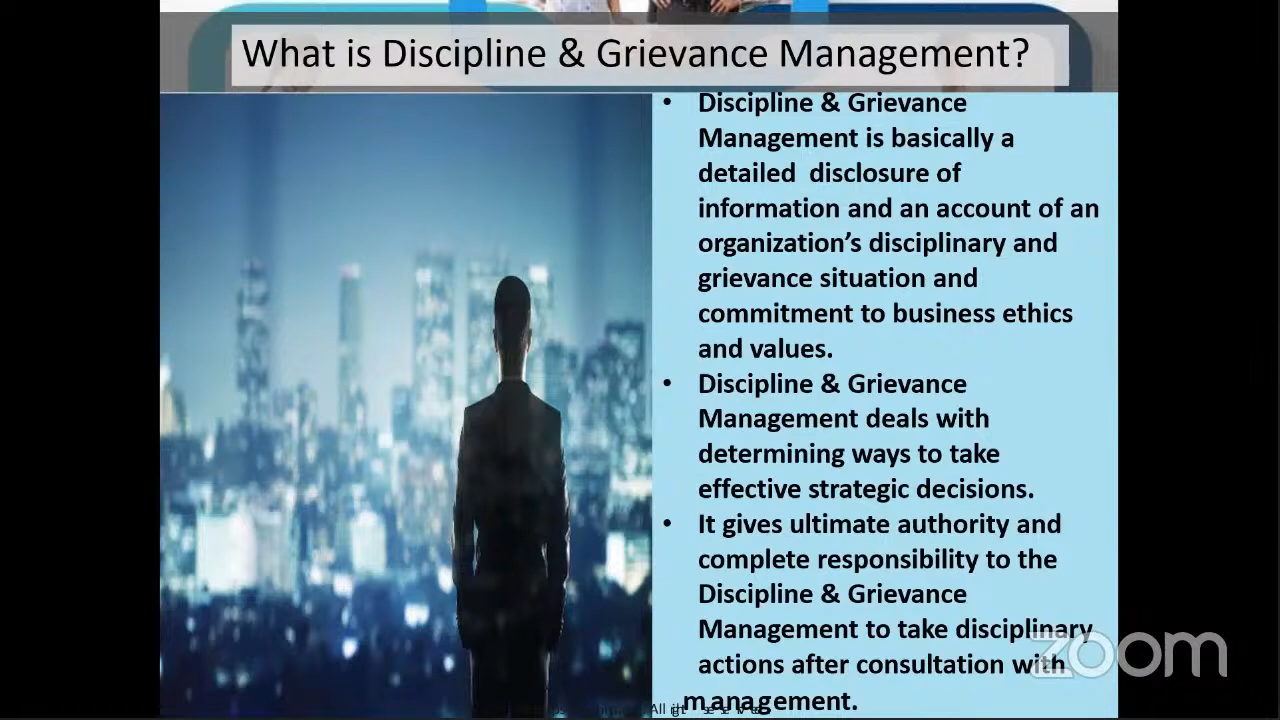 What is Discipline & Grievance Management?
• Discipline & Grievance
Management is basically a
detailed disclosure of
information and an account of an
organization’s disciplinary and
grievance situation and
commitment to business ethics
and values.
• Discipline & Grievance
Management deals with
determining ways to take
effective strategic decisions.
• It gives ultimate authority and
complete responsibility to the
Discipline & Grievance
Management to take disciplinary
actions after consultation with
management.
All
zoom